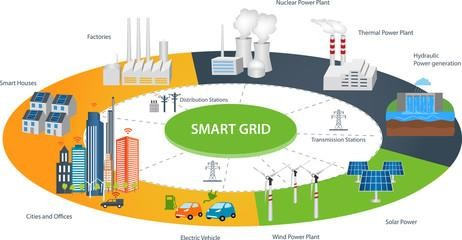 Nuclear Power Plant
Factories
Thermal Power Plant
Hydraulic
Power generation
Smart Houses
Distribution Stations
SMART GRID
Transmission Stations
Cities and Offices
Solar Power
Electric Vehicle
Wind Power Plant